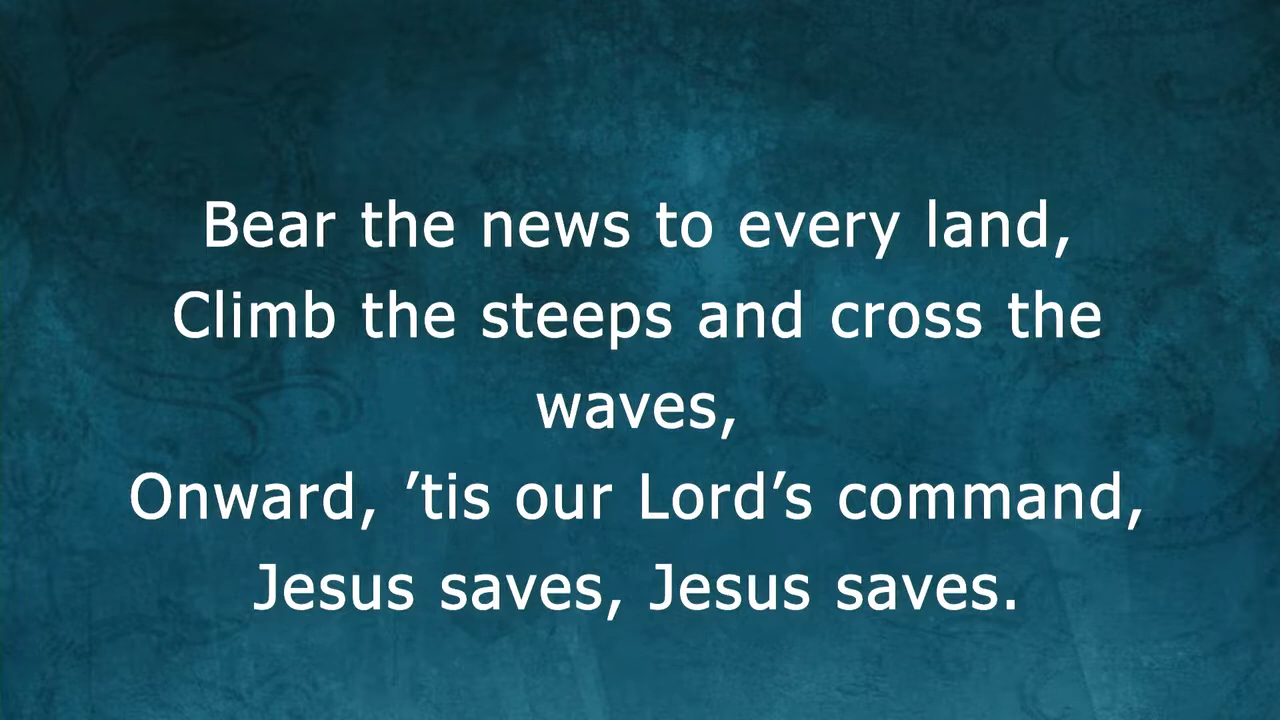 Bear the news to every land,
Climb the steeps and cross the
waves,
Onward, ’tis our Lord’s command,
Jesus saves, Jesus saves.